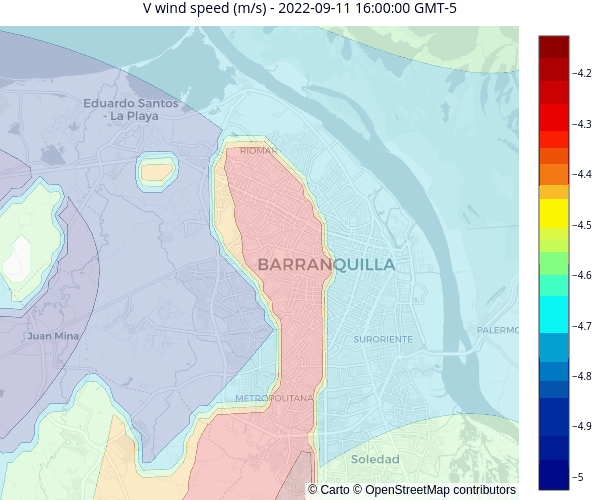 V wind speed (m/s) - 2022-09-11 16:00:00 GMT-5
Eduardo Santos
- La Playa
RIOMAR
BARRANQUILLA
Juan Mina
SURORIENTE
PALERMO
METROPOLITANA
Soledad
© Carto © OpenStreetMap contributors
−4.2
−4.3
−4.4
−4.5
−4.6
−4.7
−4.8
−4.9
−5